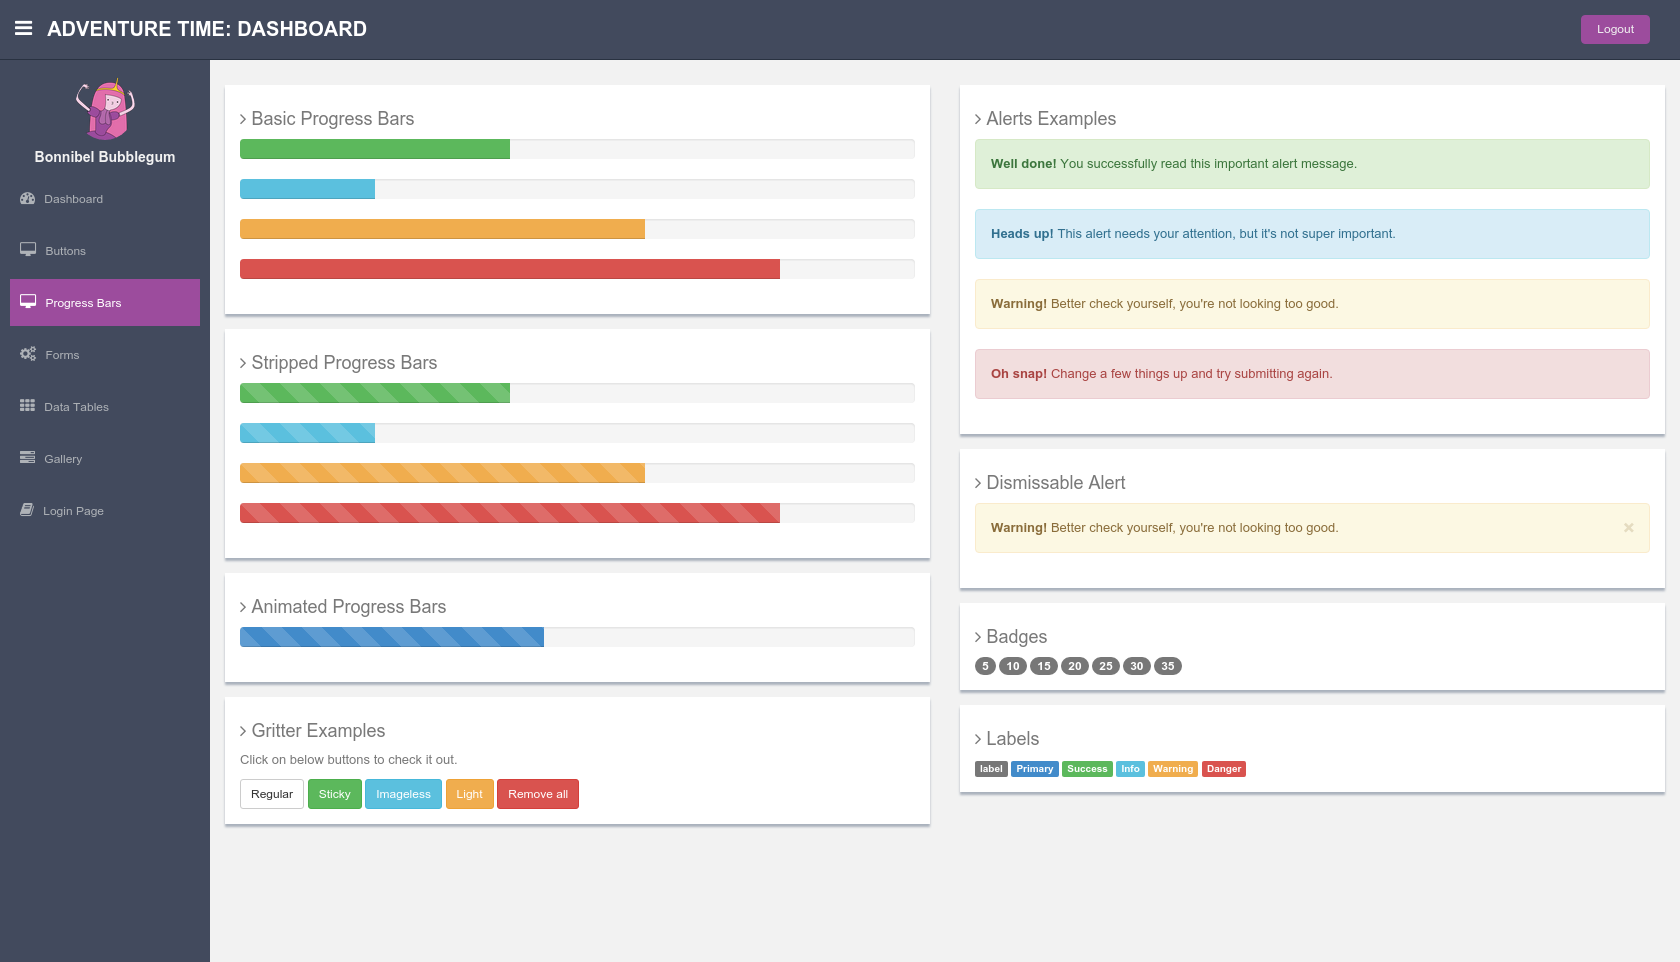 ADVENTURE TIME: DASHBOARD
Logout
Bonnibel Bubblegum
Dashboard
Buttons
Progress Bars
Forms
Data Tables
Gallery
Login Page
Basic Progress Bars
Stripped Progress Bars
Animated Progress Bars
Gritter Examples
Click on below buttons to check it out.
Regular Sticky Imageless Light Remove all
Alerts Examples
Well done! You successfully read this important alert message.
Heads up! This alert needs your attention, but it's not super important.
Warning! Better check yourself, you're not looking too good.
Oh snap! Change a few things up and try submitting again.
Dismissable Alert
Warning! Better check yourself, you're not looking too good. ×
Badges
5 10 15 20 25 30 35
Labels
label Primary Success Info Warning Danger